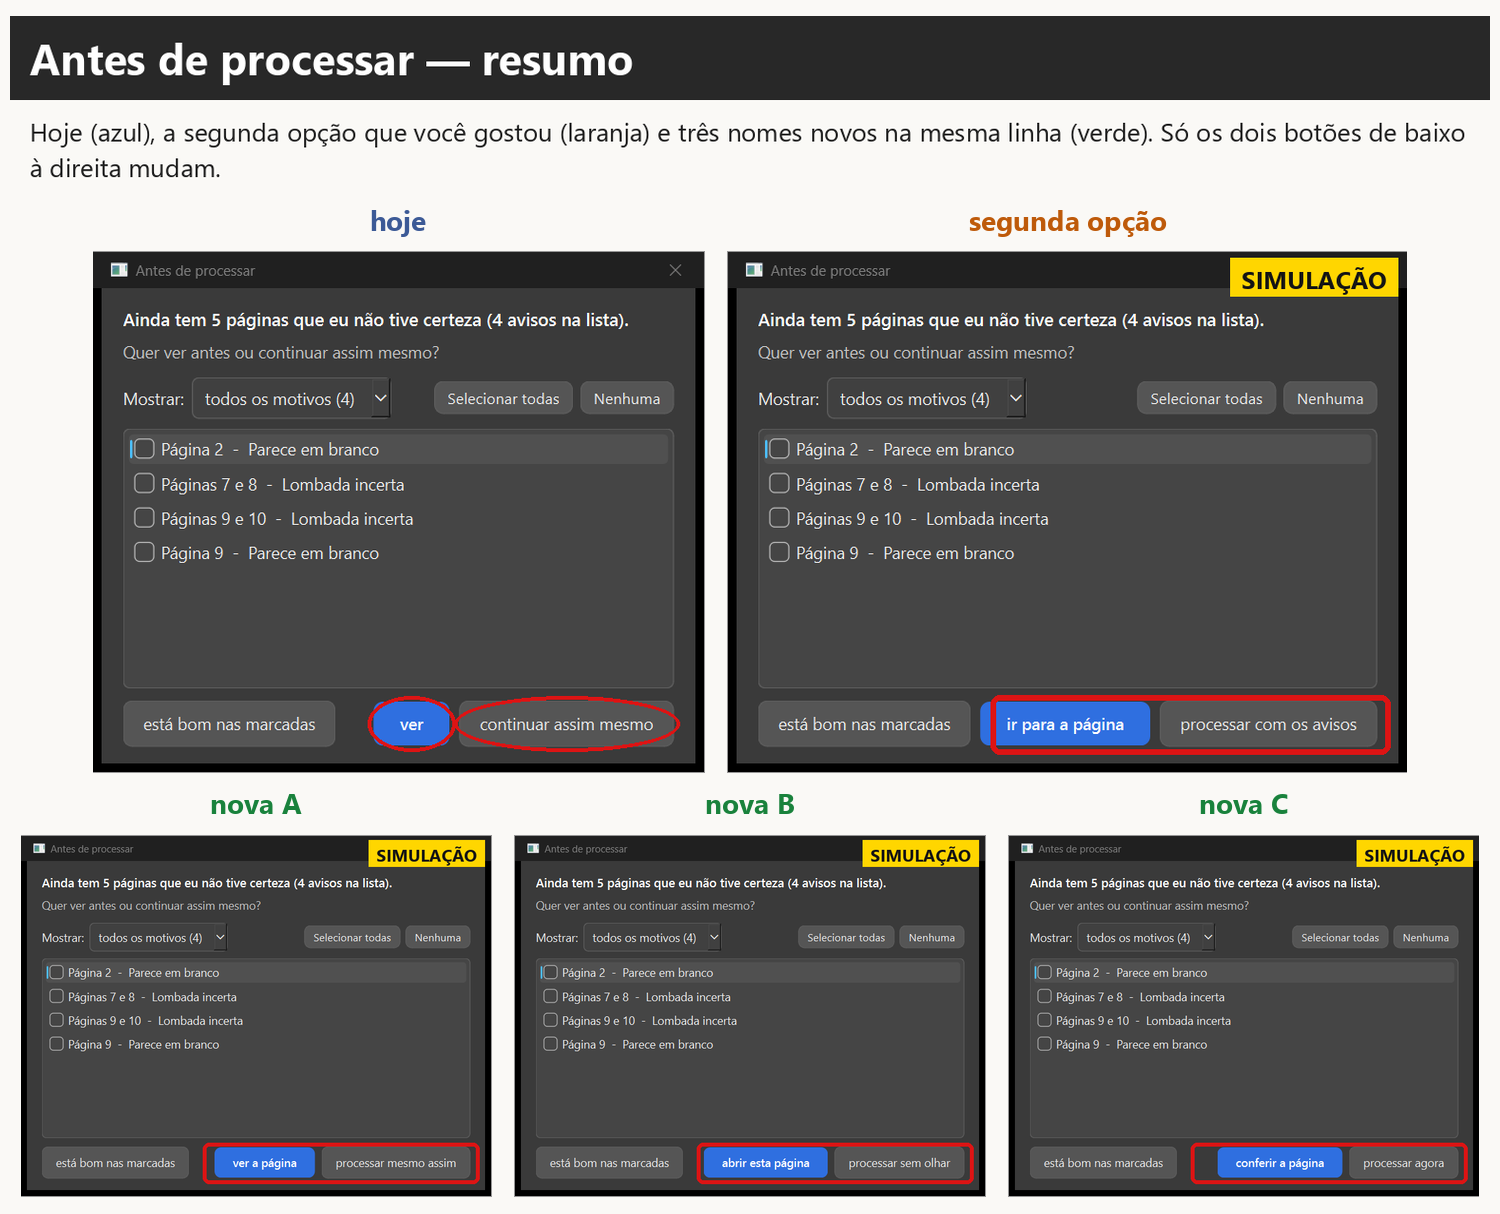 Antes de processar — resumo
Hoje (azul), a segunda opção que você gostou (laranja) e três nomes novos na mesma linha (verde). Só os dois botões de baixo
à direita mudam.
hoje
Antes de processar
Ainda tem 5 páginas que eu não tive certeza (4 avisos na lista).
Quer ver antes ou continuar assim mesmo?
Mostrar: todos os motivos (4) Selecionar todas Nenhuma
Página 2 - Parece em branco
Páginas 7 e 8 - Lombada incerta
Páginas 9 e 10 - Lombada incerta
Página 9 - Parece em branco
está bom nas marcadas ver continuar assim mesmo
segunda opção
Antes de processar
SIMULAÇÃO
Ainda tem 5 páginas que eu não tive certeza (4 avisos na lista).
Quer ver antes ou continuar assim mesmo?
Mostrar: todos os motivos (4) Selecionar todas Nenhuma
Página 2 - Parece em branco
Páginas 7 e 8 - Lombada incerta
Páginas 9 e 10 - Lombada incerta
Página 9 - Parece em branco
está bom nas marcadas ir para a página processar com os avisos
nova A
Antes de processar
SIMULAÇÃO
Ainda tem 5 páginas que eu não tive certeza (4 avisos na lista).
Quer ver antes ou continuar assim mesmo?
Mostrar: todos os motivos (4) Selecionar todas Nenhuma
Página 2 - Parece em branco
Páginas 7 e 8 - Lombada incerta
Páginas 9 e 10 - Lombada incerta
Página 9 - Parece em branco
está bom nas marcadas ver a página processar mesmo assim
nova B
Antes de processar
SIMULAÇÃO
Ainda tem 5 páginas que eu não tive certeza (4 avisos na lista).
Quer ver antes ou continuar assim mesmo?
Mostrar: todos os motivos (4) Selecionar todas Nenhuma
Página 2 - Parece em branco
Páginas 7 e 8 - Lombada incerta
Páginas 9 e 10 - Lombada incerta
Página 9 - Parece em branco
está bom nas marcadas abrir esta página processar sem olhar
nova C
Antes de processar
SIMULAÇÃO
Ainda tem 5 páginas que eu não tive certeza (4 avisos na lista).
Quer ver antes ou continuar assim mesmo?
Mostrar: todos os motivos (4) Selecionar todas Nenhuma
Página 2 - Parece em branco
Páginas 7 e 8 - Lombada incerta
Páginas 9 e 10 - Lombada incerta
Página 9 - Parece em branco
está bom nas marcadas conferir a página processar agora